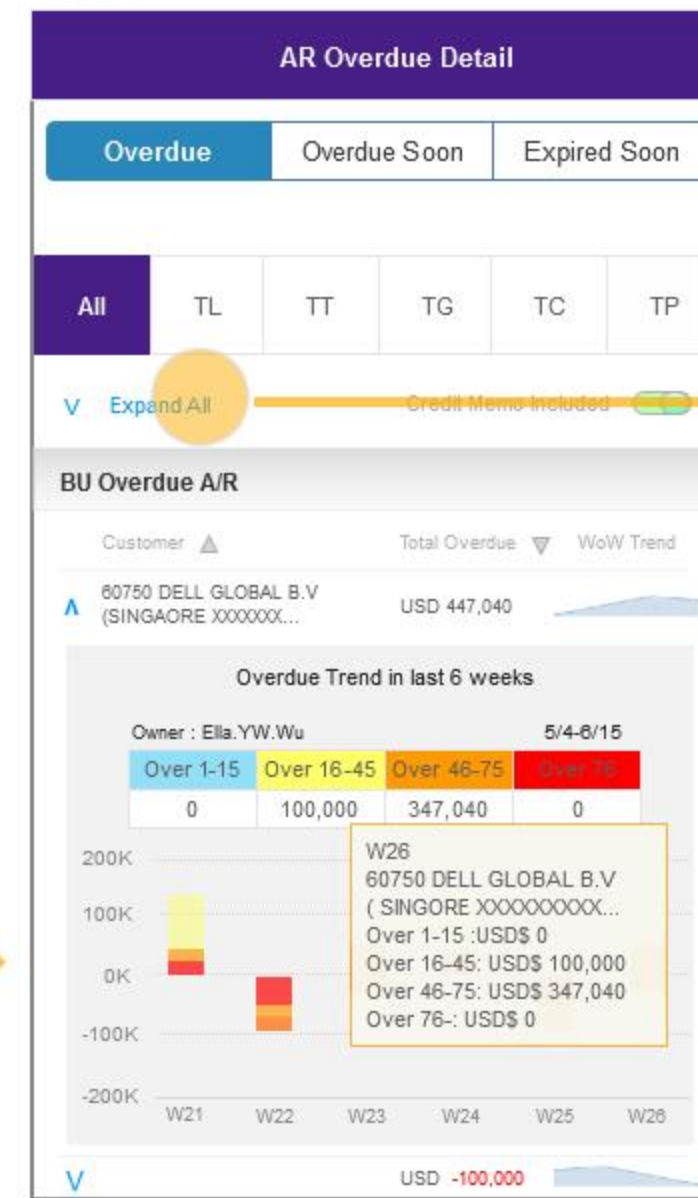 AR Overdue Detail
Overdue Overdue Soon Expired Soon
All TL TT TG TC TP
V Expand All Credit Memo Included
BU Overdue A/R
Customer Total Overdue WoW Trend
60750 DELL GLOBAL B.V
(SINGAORE XXXXXXX... USD 447,040
Overdue Trend in last 6 weeks
Owner : Ella.YW.Wu 5/4-6/15
Over 1-15 Over 16-45 Over 46-75 Over 76
0 100,000 347,040 0
W26
60750 DELL GLOBAL B.V
( SINGORE XXXXXXXXXX...
Over 1-15 :USD$ 0
Over 16-45: USD$ 100,000
Over 46-75: USD$ 347,040
Over 76-: USD$ 0
200K
100K
0K
-100K
-200K
W21 W22 W23 W24 W25 W26
USD -100,000